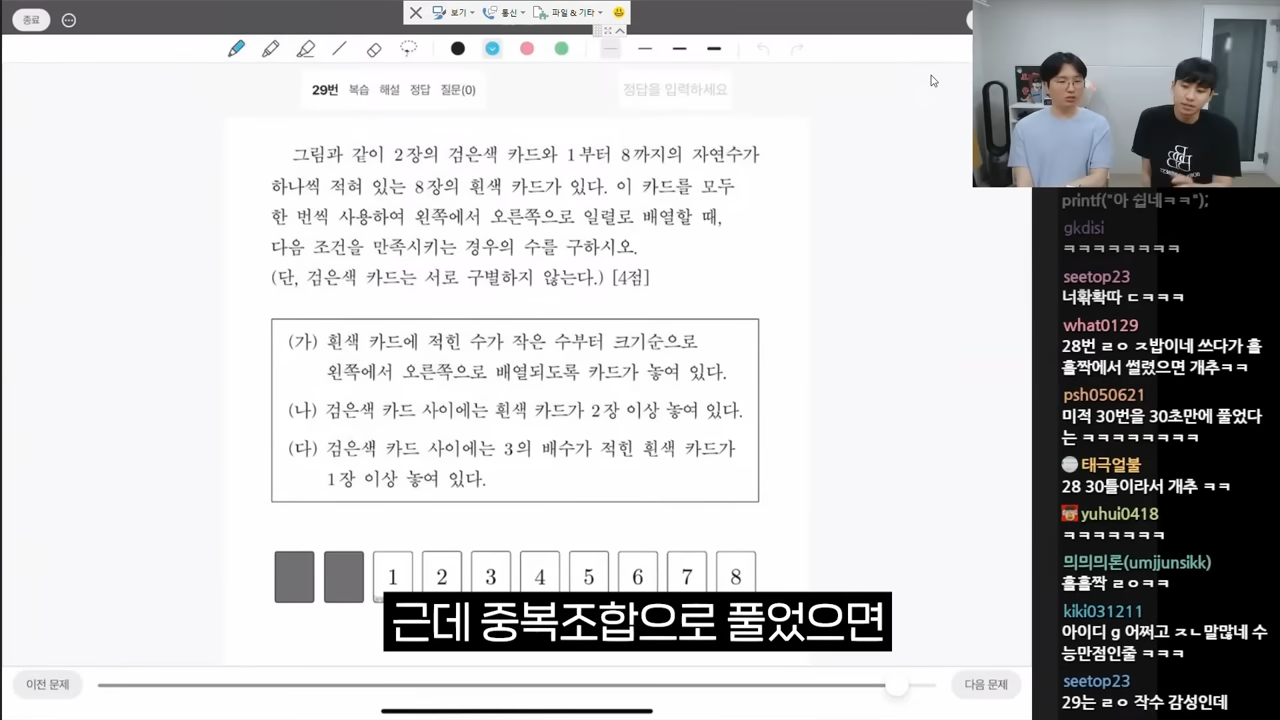 종료
보기
통신
파일 & 기타
29번 복습 해설 정답 질문(0)
정답을 입력하세요
그림과 같이 2장의 검은색 카드와 1부터 8까지의 자연수가
하나씩 적혀 있는 8장의 흰색 카드가 있다. 이 카드를 모두
한 번씩 사용하여 왼쪽에서 오른쪽으로 일렬로 배열할 때,
다음 조건을 만족시키는 경우의 수를 구하시오.
(단, 검은색 카드는 서로 구별하지 않는다.) [4점]
(가) 흰색 카드에 적힌 수가 작은 수부터 크기순으로
왼쪽에서 오른쪽으로 배열되도록 카드가 놓여 있다.
(나) 검은색 카드 사이에는 흰색 카드가 2장 이상 놓여 있다.
(다) 검은색 카드 사이에는 3의 배수가 적힌 흰색 카드가
1장 이상 놓여 있다.
1 2 3 4 5 6 7 8
근데 중복조합으로 풀었으면
이전 문제
다음 문제
printf("아 쉽네ㅋㅋ");
gkdisi
ㅋㅋㅋㅋㅋㅋㅋㅋ
seetop23
너확확따 ㄷㅋㅋㅋ
what0129
28번 ㄹㅇ ㅈ밥이네 쓰다가 흘
흘짝에서 썰렸으면 개추ㅋㅋ
psh050621
미적 30번을 30초만에 풀었다
는 ㅋㅋㅋㅋㅋㅋㅋㅋ
태극얼불
28 30틀이라서 개추 ㅋㅋ
yuhui0418
ㅋㅋㅋㅋㅋㅋㅋ
믜믜믜론(umjjunsikk)
흘흘짝 ㄹㅇㅋㅋ
kiki031211
아이디 g 어쩌고 ㅈㄴ말많네 수
능만점인줄 ㅋㅋㅋ
seetop23
29는 ㄹㅇ 작수 감성인데